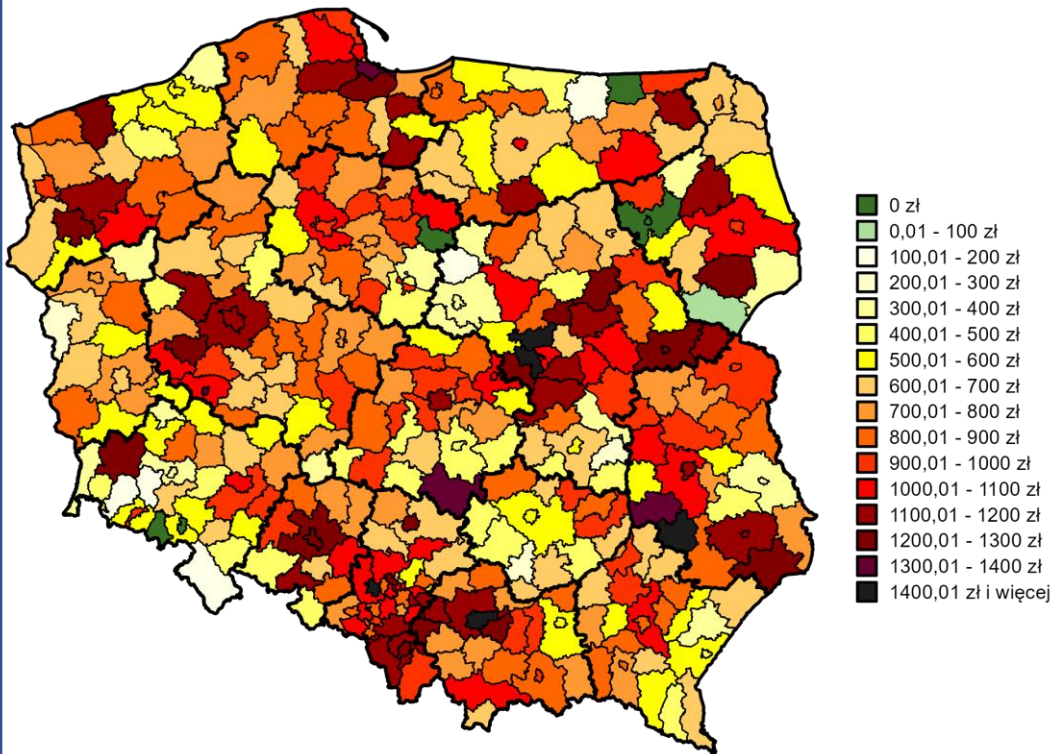 0 zł
0,01 - 100 zł
100,01 - 200 zł
200,01 - 300 zł
300,01 - 400 zł
400,01 - 500 zł
500,01 - 600 zł
600,01 - 700 zł
700,01 - 800 zł
800,01 - 900 zł
900,01 - 1000 zł
1000,01 - 1100 zł
1100,01 - 1200 zł
1200,01 - 1300 zł
1300,01 - 1400 zł
1400,01 zł i więcej